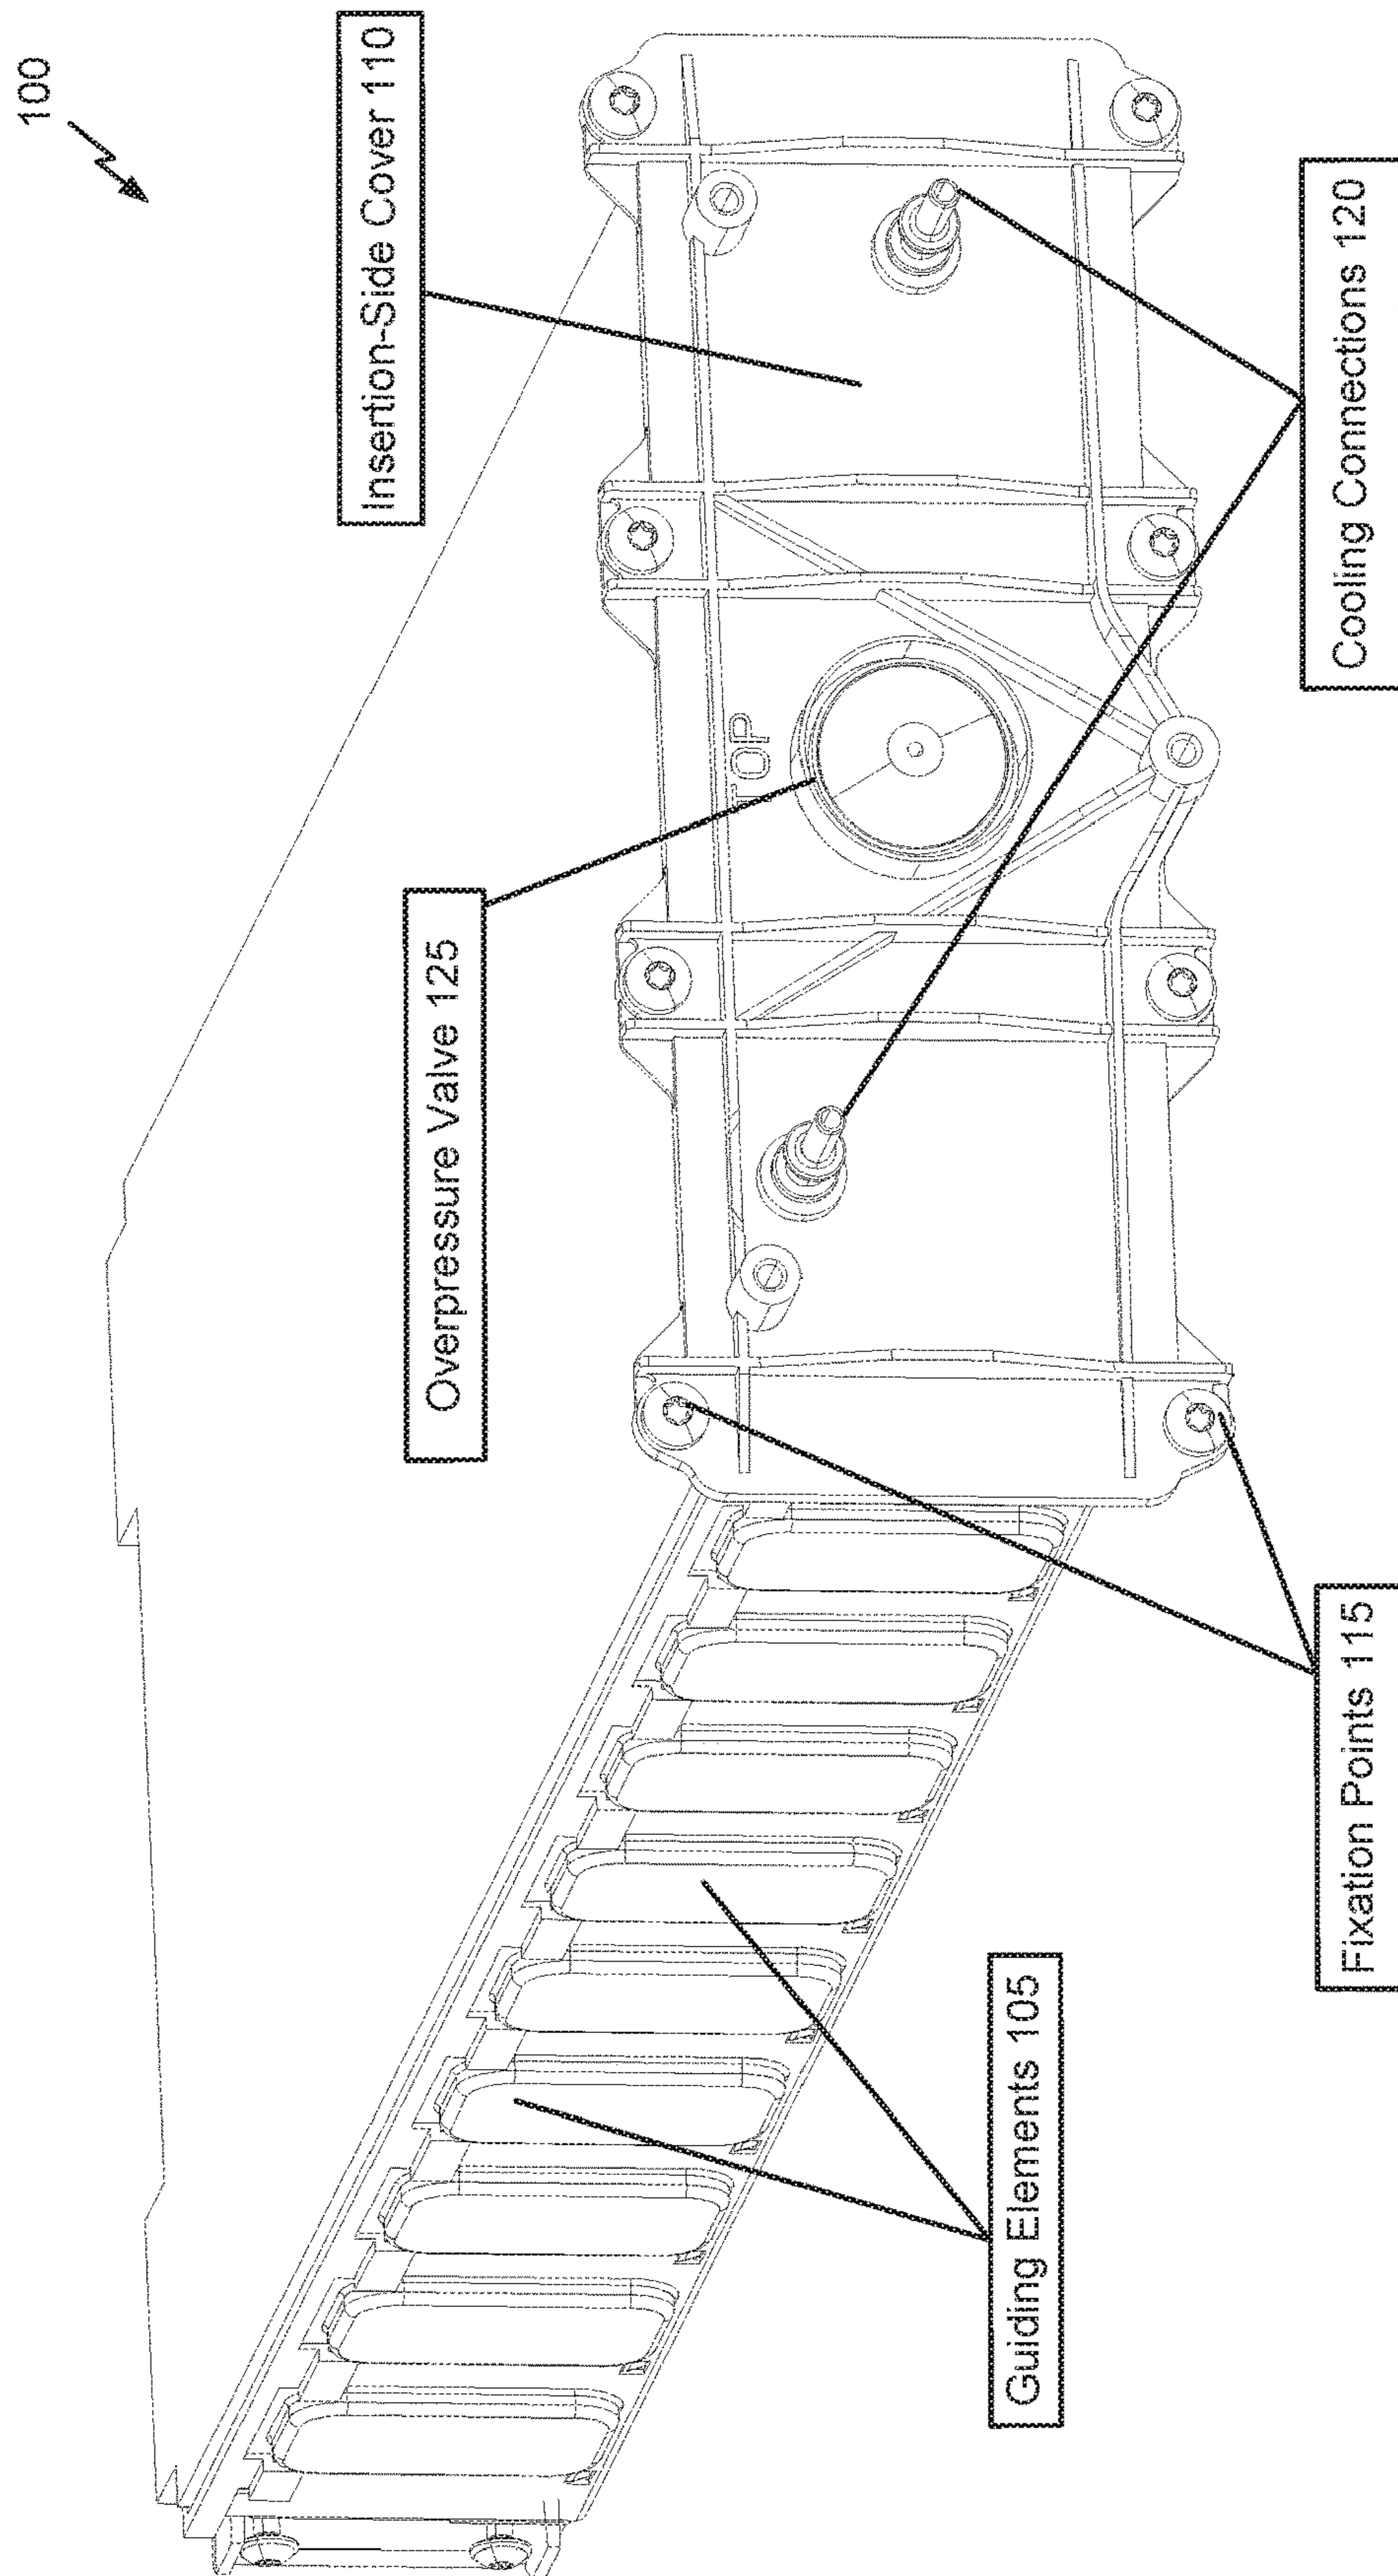 100
Insertion-Side Cover 110
Overpressure Valve 125
TOP
Cooling Connections 120
Fixation Points 115
Guiding Elements 105